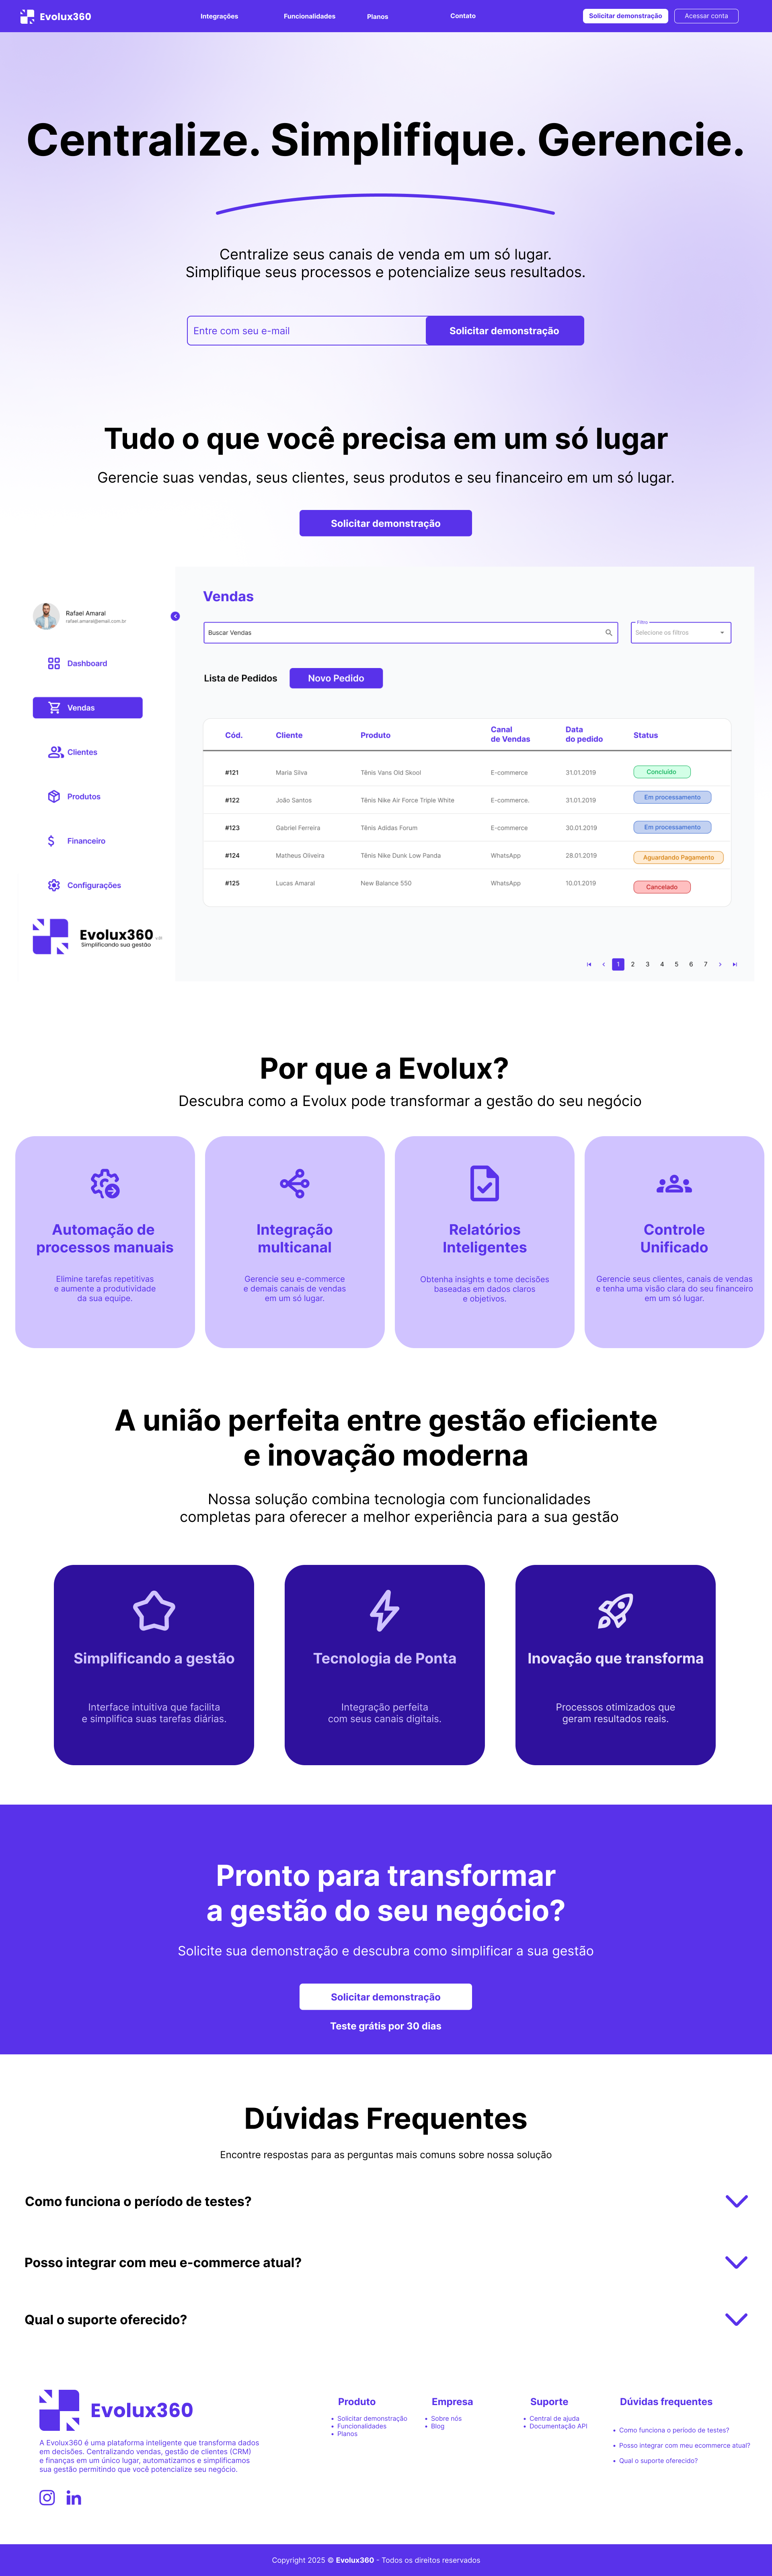 Evolux360
Integrações
Funcionalidades
Planos
Contato
Solicitar demonstração
Acessar conta
Centralize. Simplifique. Gerencie.
Centralize seus canais de venda em um só lugar.
Simplifique seus processos e potencialize seus resultados.
Entre com seu e-mail
Solicitar demonstração
Tudo o que você precisa em um só lugar
Gerencie suas vendas, seus clientes, seus produtos e seu financeiro em um só lugar.
Solicitar demonstração
Rafael Amaral
rafael.amaral@email.com.br
Dashboard
Vendas
Clientes
Produtos
Financeiro
Configurações
Evolux360
Simplificando sua gestão
Vendas
Buscar Vendas
Filtro
Selecione os filtros
Lista de Pedidos
Novo Pedido
Cód. Cliente Produto Canal de Vendas Data do pedido Status
#121 Maria Silva Tênis Vans Old Skool E-commerce 31.01.2019 Concluído
#122 João Santos Tênis Nike Air Force Triple White E-commerce. 31.01.2019 Em processamento
#123 Gabriel Ferreira Tênis Adidas Forum E-commerce 30.01.2019 Em processamento
#124 Matheus Oliveira Tênis Nike Dunk Low Panda WhatsApp 28.01.2019 Aguardando Pagamento
#125 Lucas Amaral New Balance 550 WhatsApp 10.01.2019 Cancelado
1 2 3 4 5 6 7
Por que a Evolux?
Descubra como a Evolux pode transformar a gestão do seu negócio
Automação de
processos manuais
Elimine tarefas repetitivas
e aumente a produtividade
da sua equipe.
Integração
multicanal
Gerencie seu e-commerce
e demais canais de vendas
em um só lugar.
Relatórios
Inteligentes
Obtenha insights e tome decisões
baseadas em dados claros
e objetivos.
Controle
Unificado
Gerencie seus clientes, canais de vendas
e tenha uma visão clara do seu financeiro
em um só lugar.
A união perfeita entre gestão eficiente
e inovação moderna
Nossa solução combina tecnologia com funcionalidades
completas para oferecer a melhor experiência para a sua gestão
Simplificando a gestão
Interface intuitiva que facilita
e simplifica suas tarefas diárias.
Tecnologia de Ponta
Integração perfeita
com seus canais digitais.
Inovação que transforma
Processos otimizados que
geram resultados reais.
Pronto para transformar
a gestão do seu negócio?
Solicite sua demonstração e descubra como simplificar a sua gestão
Solicitar demonstração
Teste grátis por 30 dias
Dúvidas Frequentes
Encontre respostas para as perguntas mais comuns sobre nossa solução
Como funciona o período de testes?
Posso integrar com meu e-commerce atual?
Qual o suporte oferecido?
Evolux360
A Evolux360 é uma plataforma inteligente que transforma dados
em decisões. Centralizando vendas, gestão de clientes (CRM)
e finanças em um único lugar, automatizamos e simplificamos
sua gestão permitindo que você potencialize seu negócio.
Produto
• Solicitar demonstração
• Funcionalidades
• Planos
Empresa
• Sobre nós
• Blog
Suporte
• Central de ajuda
• Documentação API
Dúvidas frequentes
• Como funciona o período de testes?
• Posso integrar com meu ecommerce atual?
• Qual o suporte oferecido?
Copyright 2025 © Evolux360 - Todos os direitos reservados